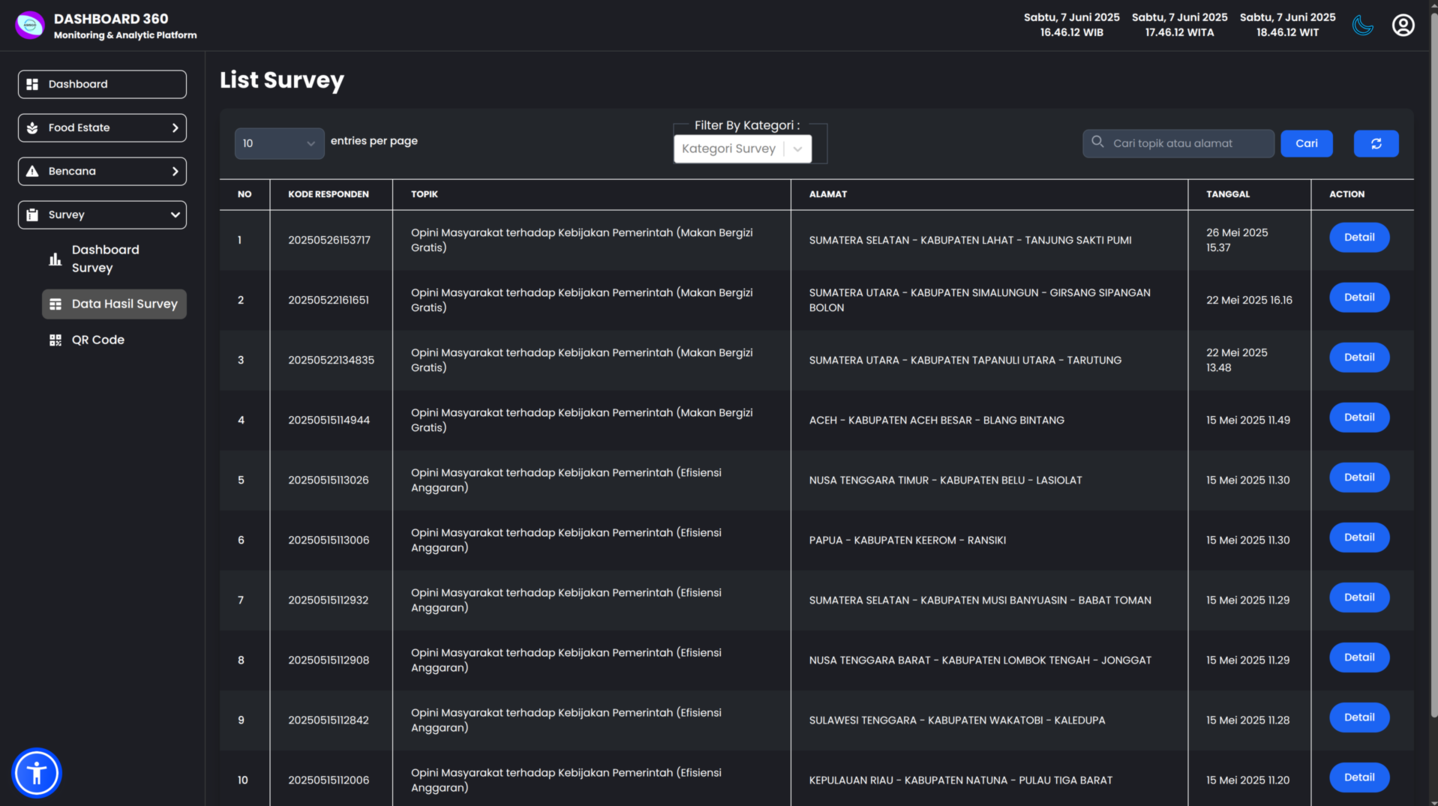 DASHBOARD 360
Monitoring & Analytic Platform
Sabtu, 7 Juni 2025
16.46.12 WIB
Sabtu, 7 Juni 2025
17.46.12 WITA
Sabtu, 7 Juni 2025
18.46.12 WIT
Dashboard
Food Estate
Bencana
Survey
Dashboard
Survey
Data Hasil Survey
QR Code
List Survey
10
entries per page
Filter By Kategori :
Kategori Survey
Cari topik atau alamat
Cari
NO KODE RESPONDEN TOPIK ALAMAT TANGGAL ACTION
1 20250526153717 Opini Masyarakat terhadap Kebijakan Pemerintah (Makan Bergizi
Gratis)
SUMATERA SELATAN - KABUPATEN LAHAT - TANJUNG SAKTI PUMI
26 Mei 2025
15.37
Detail
2 20250522161651 Opini Masyarakat terhadap Kebijakan Pemerintah (Makan Bergizi
Gratis)
SUMATERA UTARA - KABUPATEN SIMALUNGUN - GIRSANG SIPANGAN
BOLON
22 Mei 2025 16.16
Detail
3 20250522134835 Opini Masyarakat terhadap Kebijakan Pemerintah (Makan Bergizi
Gratis)
SUMATERA UTARA - KABUPATEN TAPANULI UTARA - TARUTUNG
22 Mei 2025
13.48
Detail
4 20250515114944 Opini Masyarakat terhadap Kebijakan Pemerintah (Makan Bergizi
Gratis)
ACEH - KABUPATEN ACEH BESAR - BLANG BINTANG
15 Mei 2025 11.49
Detail
5 20250515113026 Opini Masyarakat terhadap Kebijakan Pemerintah (Efisiensi
Anggaran)
NUSA TENGGARA TIMUR - KABUPATEN BELU - LASIOLAT
15 Mei 2025 11.30
Detail
6 20250515113006 Opini Masyarakat terhadap Kebijakan Pemerintah (Efisiensi
Anggaran)
PAPUA - KABUPATEN KEEROM - RANSIKI
15 Mei 2025 11.30
Detail
7 20250515112932 Opini Masyarakat terhadap Kebijakan Pemerintah (Efisiensi
Anggaran)
SUMATERA SELATAN - KABUPATEN MUSI BANYUASIN - BABAT TOMAN
15 Mei 2025 11.29
Detail
8 20250515112908 Opini Masyarakat terhadap Kebijakan Pemerintah (Efisiensi
Anggaran)
NUSA TENGGARA BARAT - KABUPATEN LOMBOK TENGAH - JONGGAT
15 Mei 2025 11.29
Detail
9 20250515112842 Opini Masyarakat terhadap Kebijakan Pemerintah (Efisiensi
Anggaran)
SULAWESI TENGGARA - KABUPATEN WAKATOBI - KALEDUPA
15 Mei 2025 11.28
Detail
10 20250515112006 Opini Masyarakat terhadap Kebijakan Pemerintah (Efisiensi
Anggaran)
KEPULAUAN RIAU - KABUPATEN NATUNA - PULAU TIGA BARAT
15 Mei 2025 11.20
Detail